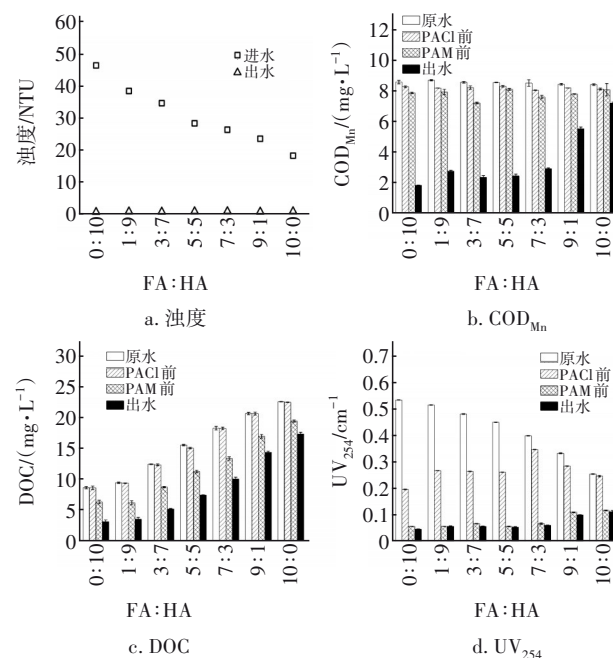 60
50
40
30
20
10
0
浊度/NTU
进水
出水
0:10
1:9
3:7
5:5
7:3
9:1
10:0
FA:HA
a. 浊度
12
10
8
6
4
2
0
COD_Mn/(mg·L⁻¹)
原水
PACl前
PAM前
出水
0:10
1:9
3:7
5:5
7:3
9:1
10:0
FA:HA
b. COD_Mn
30
25
20
15
10
5
0
DOC/(mg·L⁻¹)
原水
PACl前
PAM前
出水
0:10
1:9
3:7
5:5
7:3
9:1
10:0
FA:HA
c. DOC
0.7
0.6
0.5
0.4
0.3
0.2
0.1
0
UV₂₅₄/cm⁻¹
原水
PACl前
PAM前
出水
0:10
1:9
3:7
5:5
7:3
9:1
10:0
FA:HA
d. UV₂₅₄